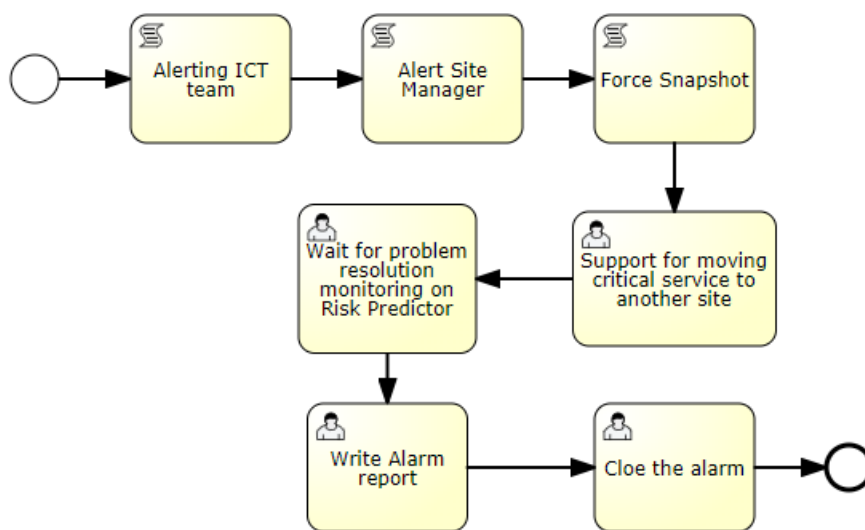 Alerting ICT
team
Alert Site
Manager
Force Snapshot
Support for moving
critical service to
another site
Wait for problem
resolution
monitoring on
Risk Predictor
Write Alarm
report
Cloe the alarm